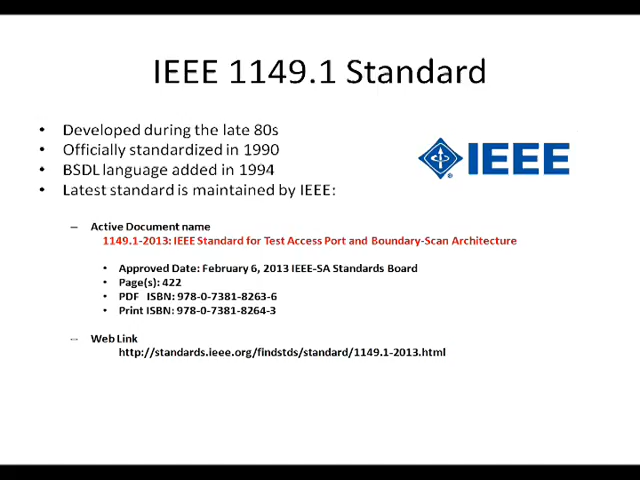 IEEE 1149.1 Standard
• Developed during the late 80s
• Officially standardized in 1990
• BSDL language added in 1994
• Latest standard is maintained by IEEE:
IEEE
®
– Active Document name
1149.1-2013: IEEE Standard for Test Access Port and Boundary-Scan Architecture
• Approved Date: February 6, 2013 IEEE-SA Standards Board
• Page(s): 422
• PDF ISBN: 978-0-7381-8263-6
• Print ISBN: 978-0-7381-8264-3
– Web Link
http://standards.ieee.org/findstds/standard/1149.1-2013.html